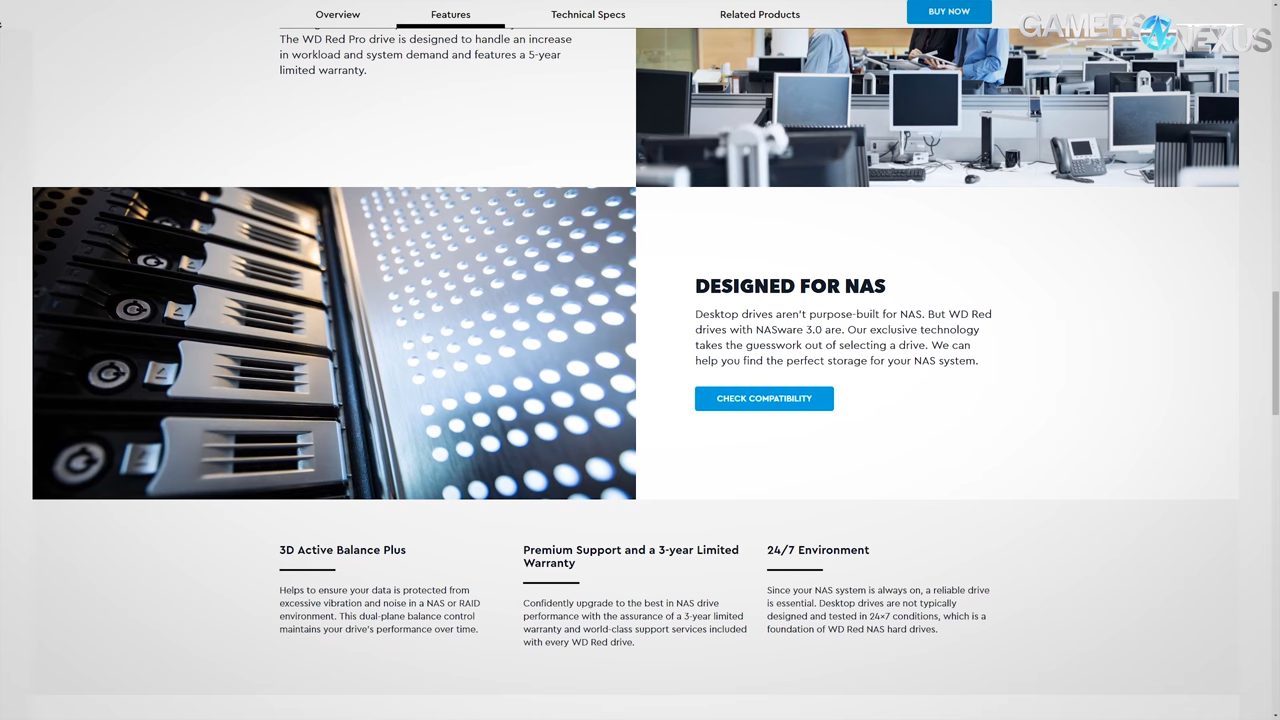 Overview
Features
Technical Specs
Related Products
BUY NOW
GAMERS NEXUS
The WD Red Pro drive is designed to handle an increase
in workload and system demand and features a 5-year
limited warranty.
DESIGNED FOR NAS
Desktop drives aren't purpose-built for NAS. But WD Red
drives with NASware 3.0 are. Our exclusive technology
takes the guesswork out of selecting a drive. We can
help you find the perfect storage for your NAS system.
CHECK COMPATIBILITY
3D Active Balance Plus
Helps to ensure your data is protected from
excessive vibration and noise in a NAS or RAID
environment. This dual-plane balance control
maintains your drive's performance over time.
Premium Support and a 3-year Limited
Warranty
Confidently upgrade to the best in NAS drive
performance with the assurance of a 3-year limited
warranty and world-class support services included
with every WD Red drive.
24/7 Environment
Since your NAS system is always on, a reliable drive
is essential. Desktop drives are not typically
designed and tested in 24×7 conditions, which is a
foundation of WD Red NAS hard drives.